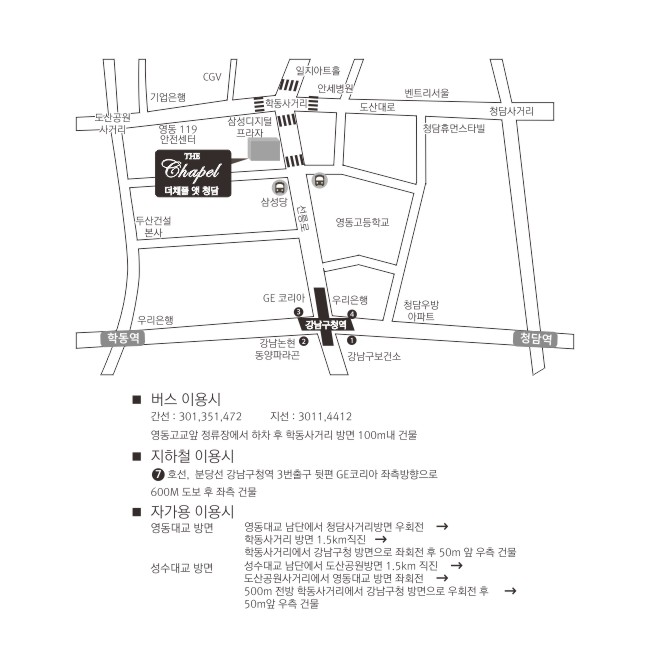 일지아트홀
CGV
안세병원
벤트리서울
기업은행
학동사거리
도산대로
청담사거리
도산공원
사거리
영동 119
안전센터
삼성디지털
프라자
청담휴먼스타빌
THE
Chapel
더채플 앳 청담
삼성당
선릉로
영동고등학교
두산건설
본사
GE 코리아
우리은행
청담우방
아파트
우리은행
3
4
강남구청역
학동역
청담역
강남논현
동양파라곤
2
1
강남구보건소
■ 버스 이용시
간선 : 301,351,472 지선 : 3011,4412
영동고교앞 정류장에서 하차 후 학동사거리 방면 100m내 건물
■ 지하철 이용시
7 호선, 분당선 강남구청역 3번출구 뒷편 GE코리아 좌측방향으로
600M 도보 후 좌측 건물
■ 자가용 이용시
영동대교 방면 영동대교 남단에서 청담사거리방면 우회전 →
학동사거리 방면 1.5km직진 →
학동사거리에서 강남구청 방면으로 좌회전 후 50m 앞 우측 건물
성수대교 방면 성수대교 남단에서 도산공원방면 1.5km 직진 →
도산공원사거리에서 영동대교 방면 좌회전 →
500m 전방 학동사거리에서 강남구청 방면으로 우회전 후 →
50m앞 우측 건물